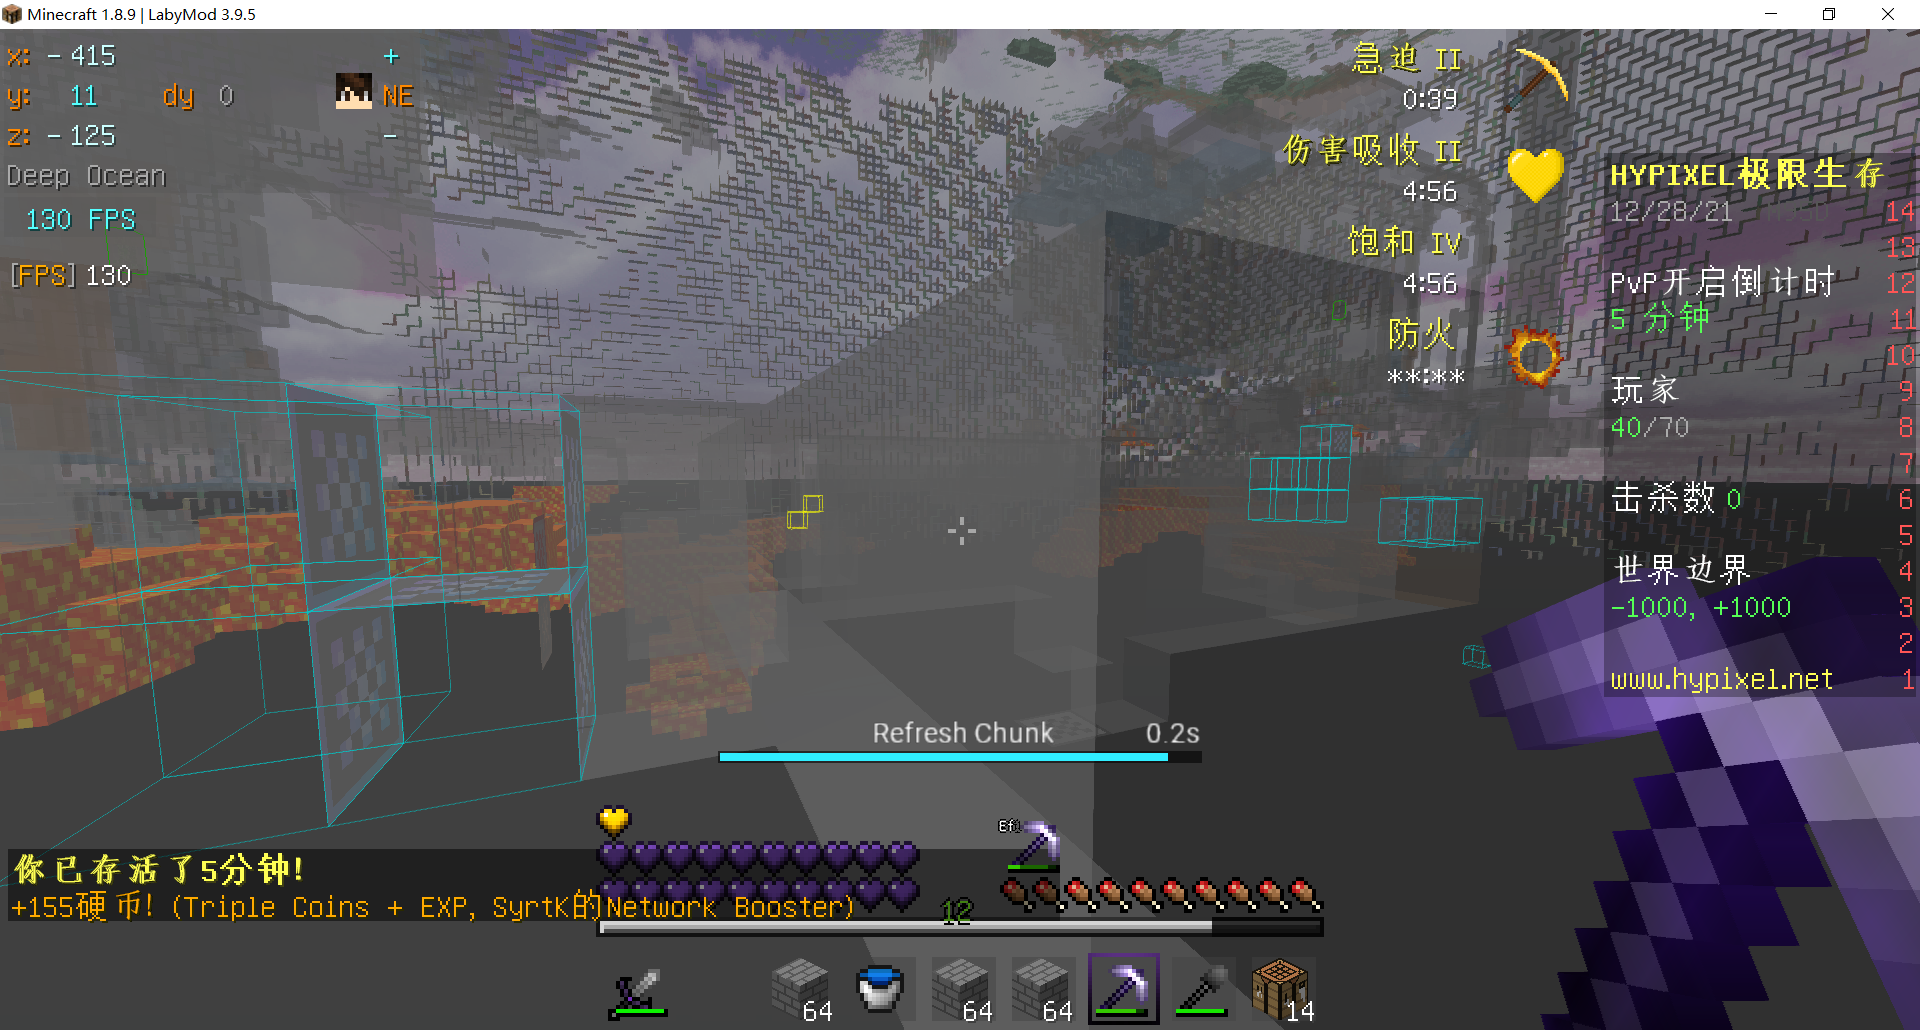 Minecraft 1.8.9 | LabyMod 3.9.5
x: - 415 +
y: 11 dy 0 NE
z: - 125 -
Deep Ocean
130 FPS
[FPS] 130
急迫 II
0:39
伤害吸收 II
4:56
饱和 IV
4:56
防火
**:**
HYPIXEL极限生存
12/28/21 14
13
PvP开启倒计时 12
5 分钟 11
10
玩家 9
40/70 8
7
击杀数 0 6
5
世界边界 4
-1000, +1000 3
2
www.hypixel.net 1
Refresh Chunk 0.2s
Ef
你已存活了5分钟!
+155硬币! (Triple Coins + EXP, SyrtK的Network Booster)
12
64 64 64 14